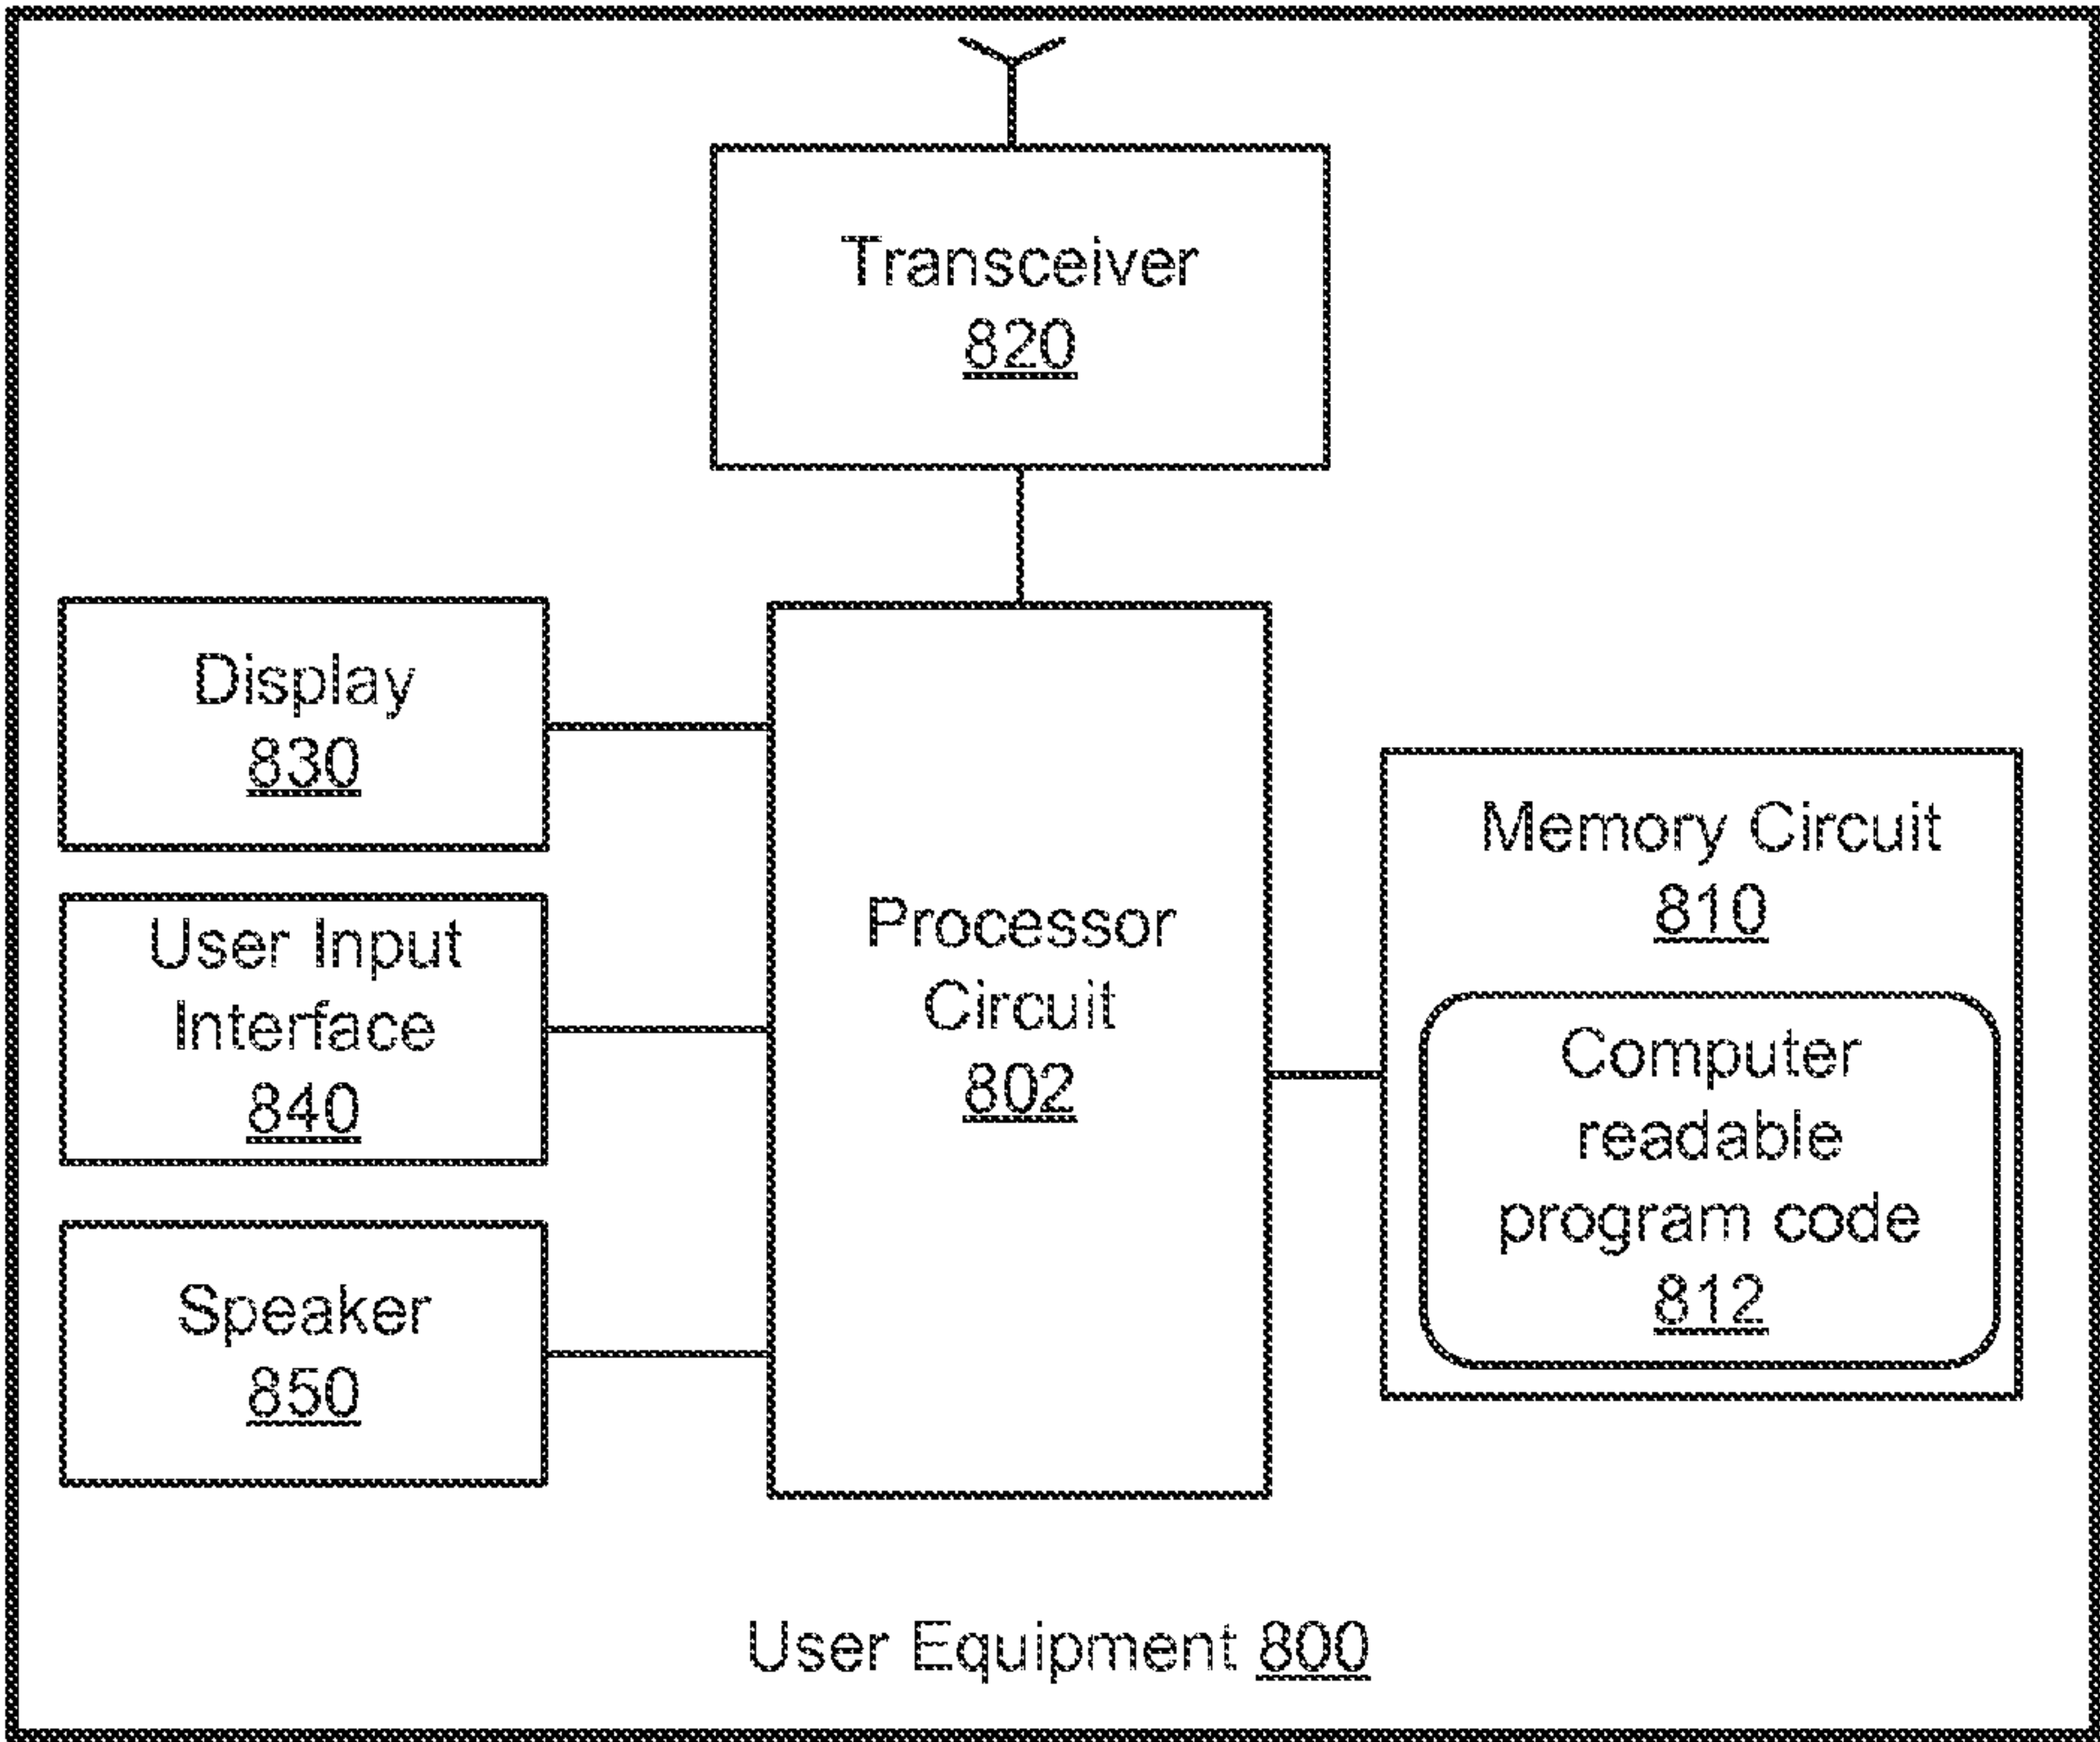 Transceiver
820
Display
830
User Input
Interface
840
Speaker
850
Processor
Circuit
802
Memory Circuit
810
Computer
readable
program code
812
User Equipment 800